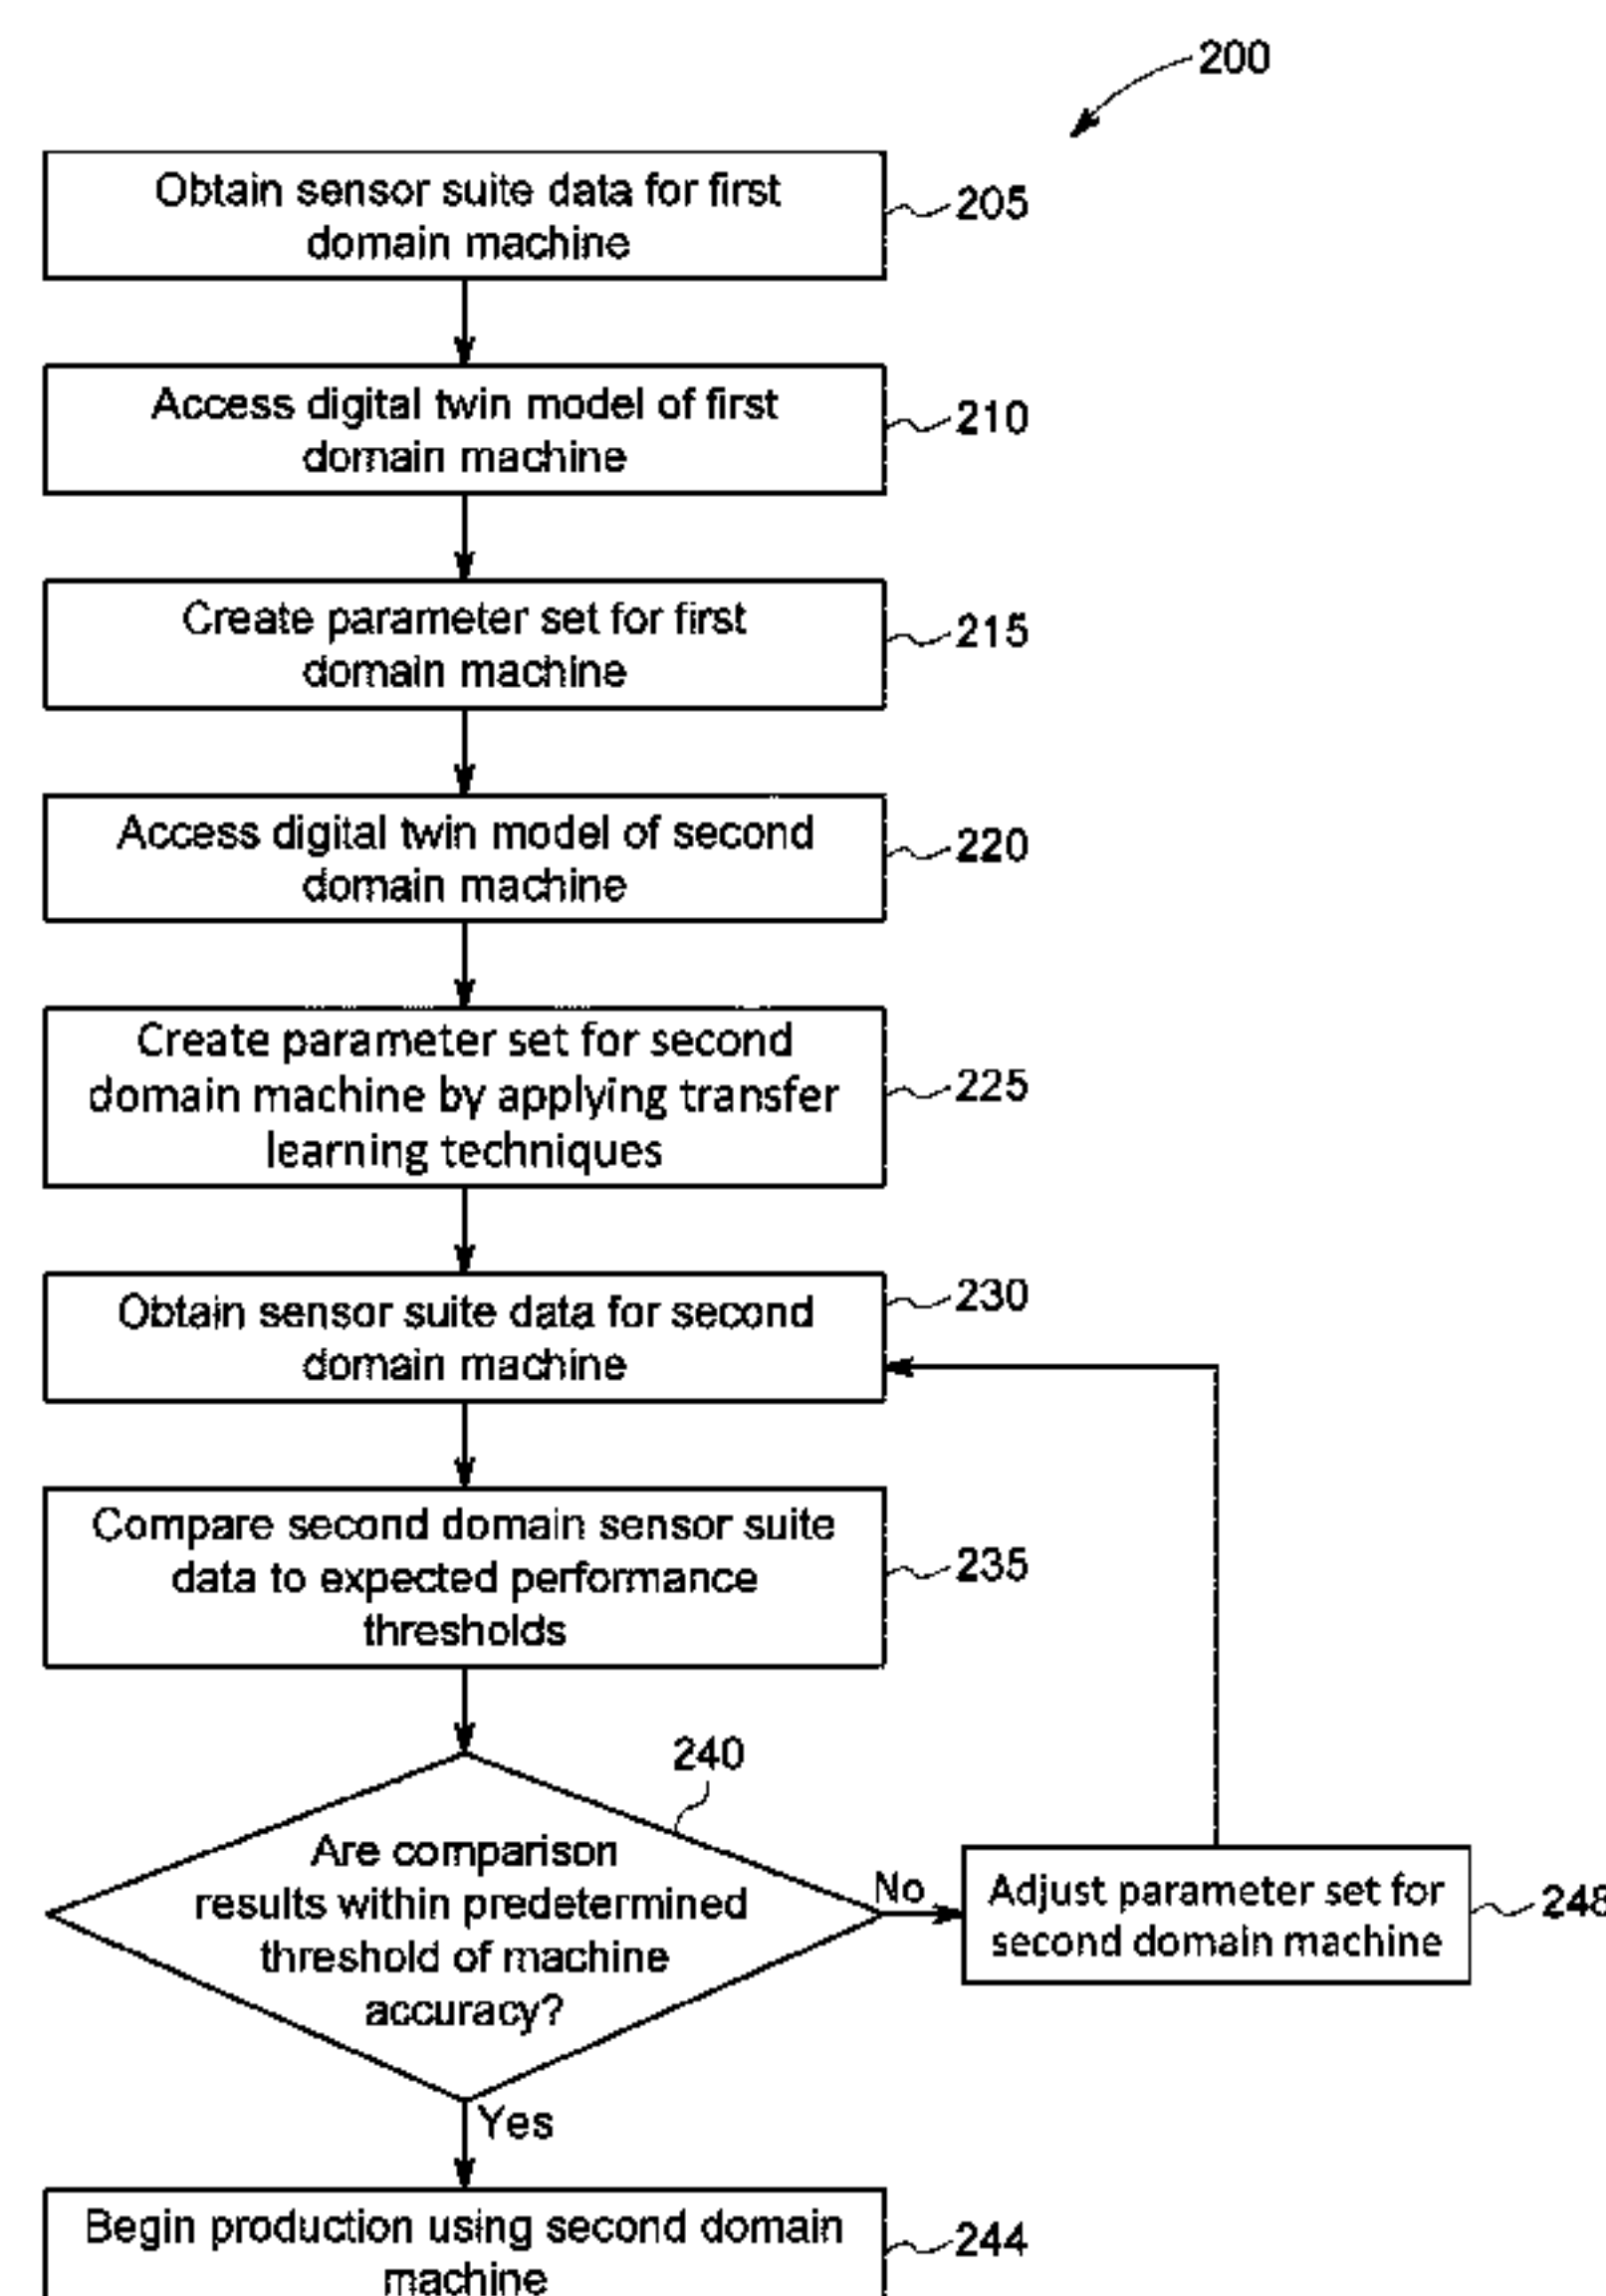 200
Obtain sensor suite data for first
domain machine
205
Access digital twin model of first
domain machine
210
Create parameter set for first
domain machine
215
Access digital twin model of second
domain machine
220
Create parameter set for second
domain machine by applying transfer
learning techniques
225
Obtain sensor suite data for second
domain machine
230
Compare second domain sensor suite
data to expected performance
thresholds
235
240
Are comparison
results within predetermined
threshold of machine
accuracy?
No
Adjust parameter set for
second domain machine
248
Yes
Begin production using second domain
machine
244